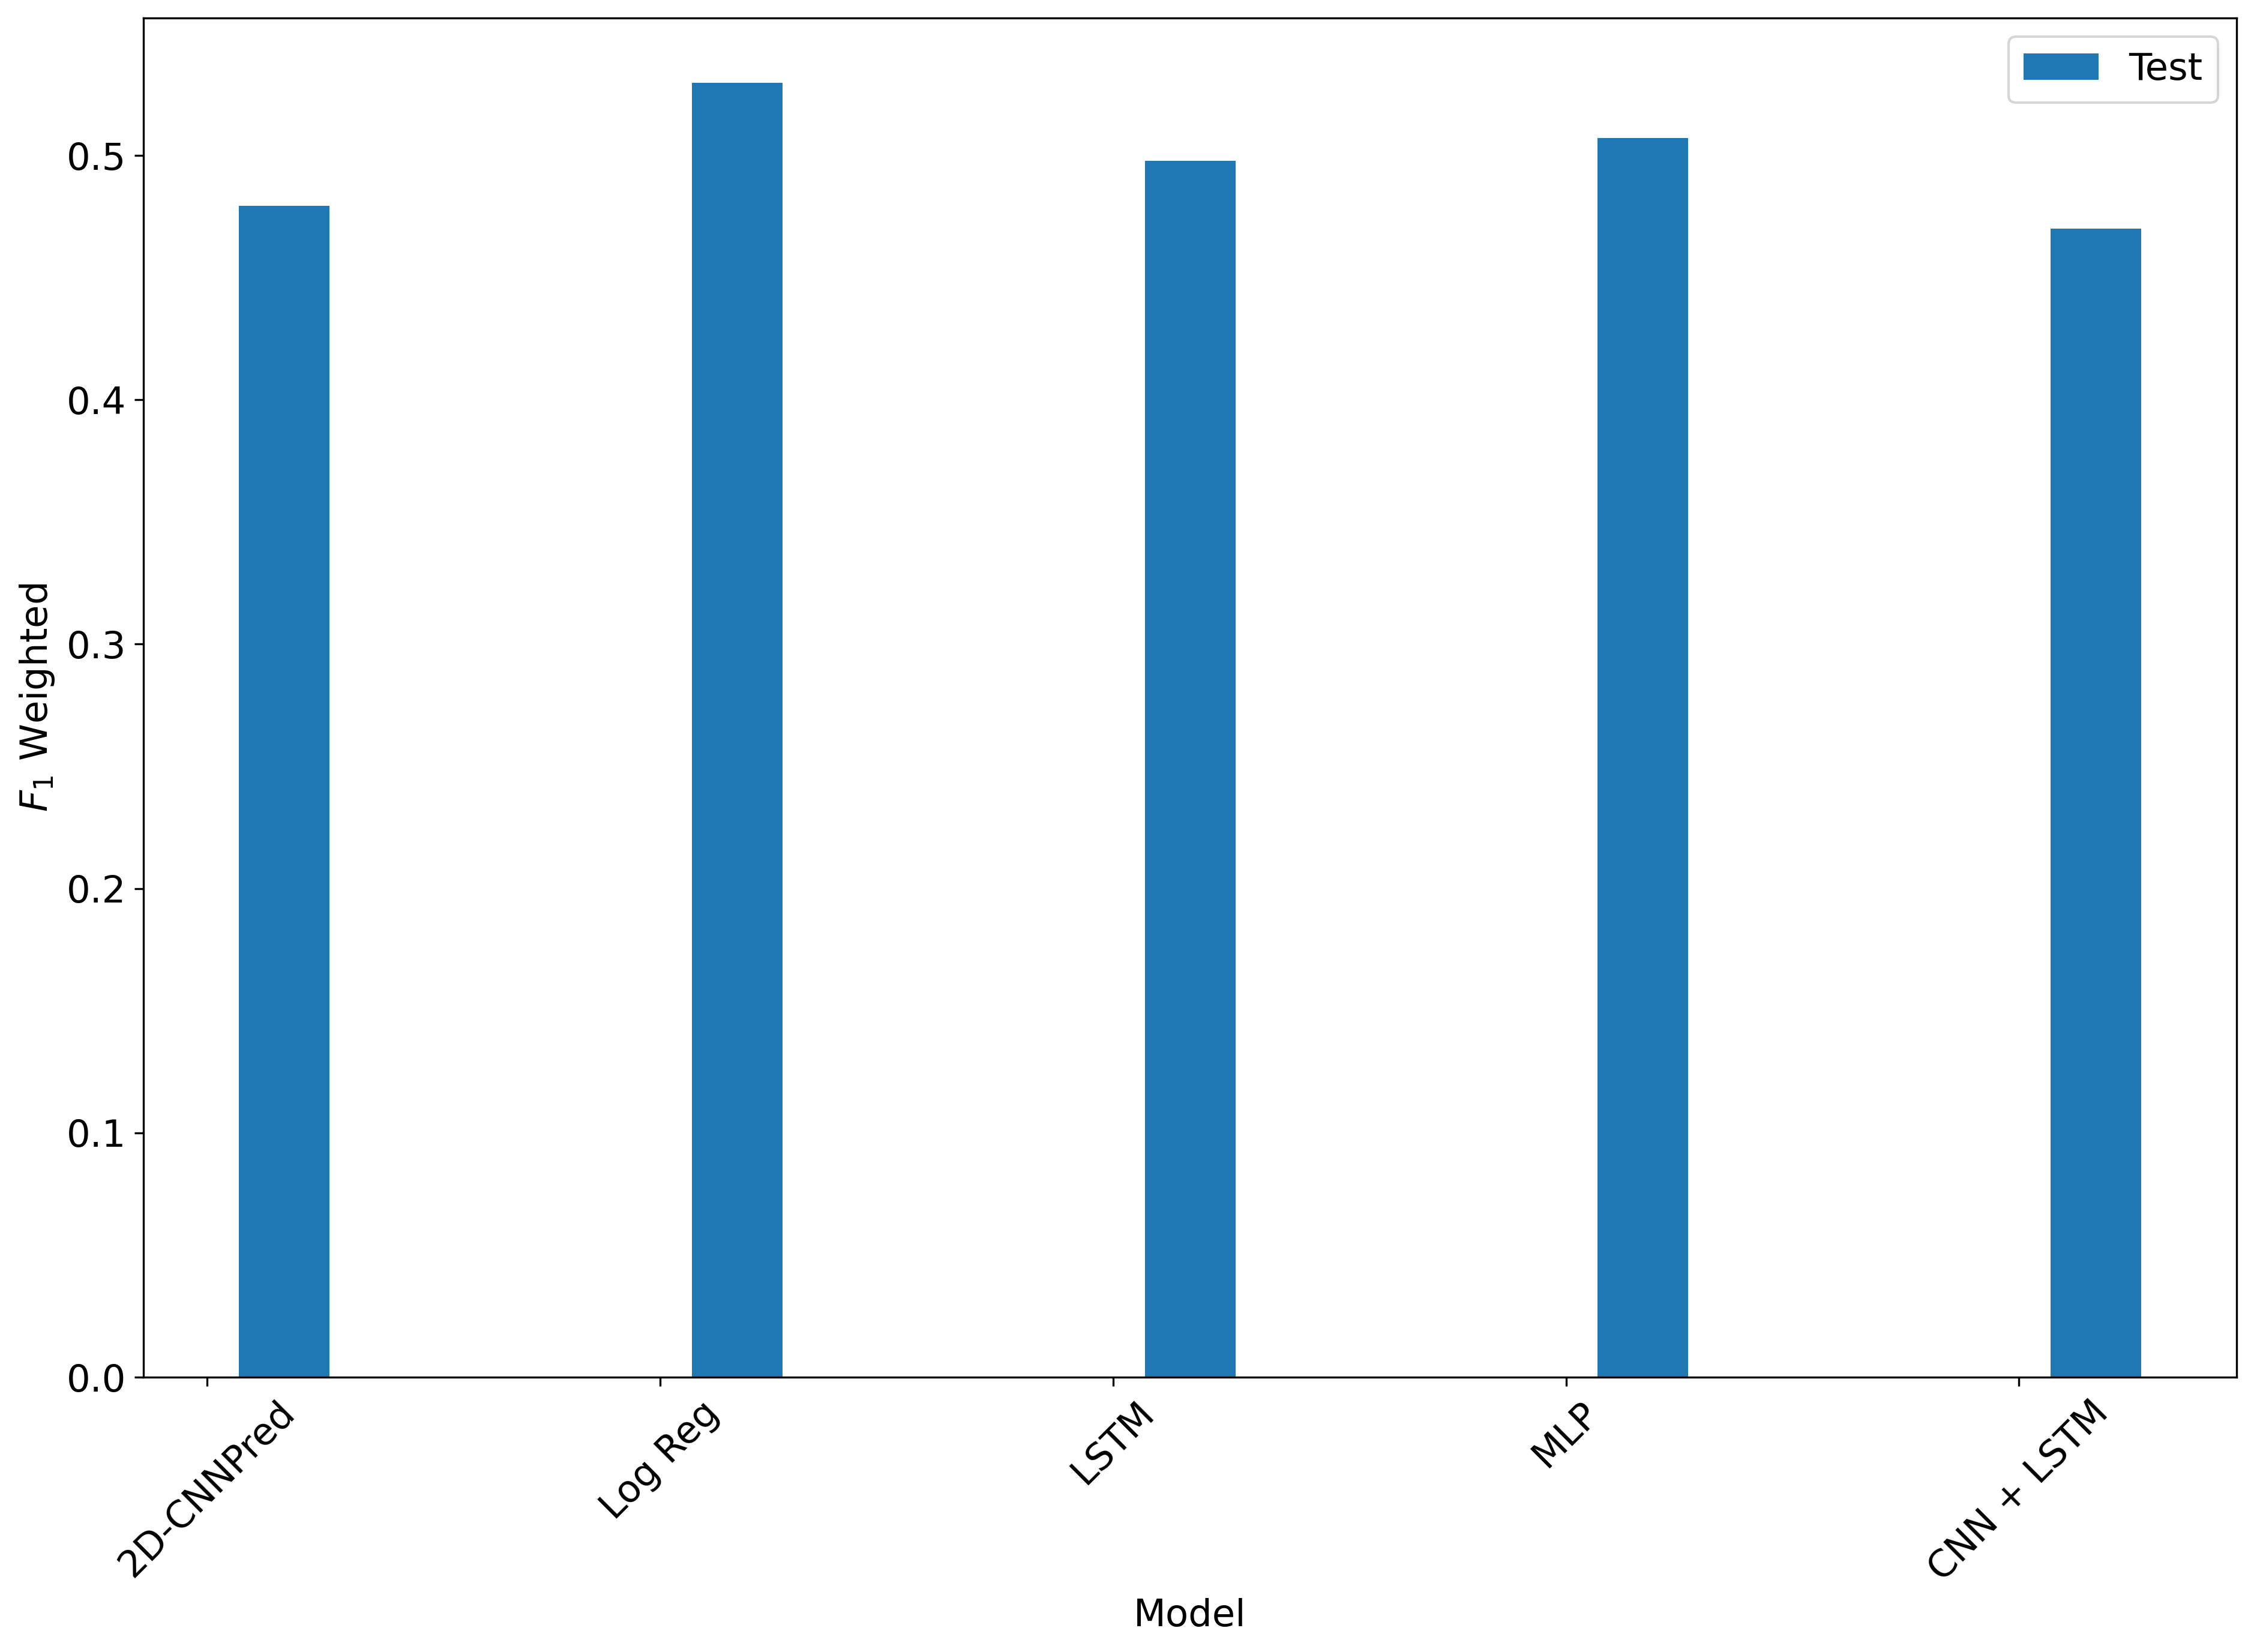 Test
0.5
0.4
0.3
0.2
0.1
0.0
F₁ Weighted
2D-CNNPred
Log Reg
LSTM
MLP
CNN + LSTM
Model